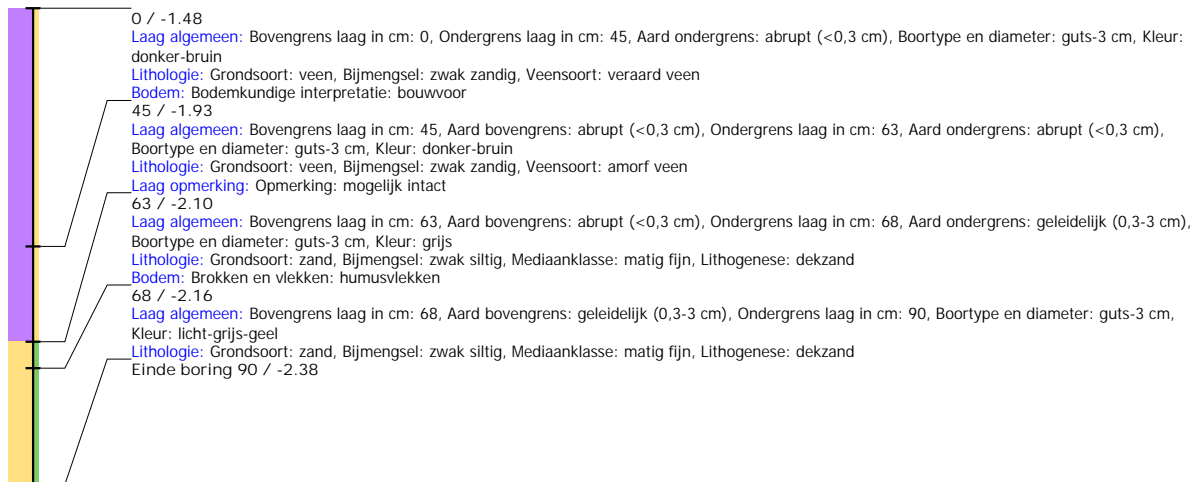 0 / -1.48
Laag algemeen: Bovengrens laag in cm: 0, Ondergrens laag in cm: 45, Aard ondergrens: abrupt (<0,3 cm), Boortype en diameter: guts-3 cm, Kleur:
donker-bruin
Lithologie: Grondsoort: veen, Bijmengsel: zwak zandig, Veensoort: veraard veen
Bodem: Bodemkundige interpretatie: bouwvoor
45 / -1.93
Laag algemeen: Bovengrens laag in cm: 45, Aard bovengrens: abrupt (<0,3 cm), Ondergrens laag in cm: 63, Aard ondergrens: abrupt (<0,3 cm),
Boortype en diameter: guts-3 cm, Kleur: donker-bruin
Lithologie: Grondsoort: veen, Bijmengsel: zwak zandig, Veensoort: amorf veen
Laag opmerking: Opmerking: mogelijk intact
63 / -2.10
Laag algemeen: Bovengrens laag in cm: 63, Aard bovengrens: abrupt (<0,3 cm), Ondergrens laag in cm: 68, Aard ondergrens: geleidelijk (0,3-3 cm),
Boortype en diameter: guts-3 cm, Kleur: grijs
Lithologie: Grondsoort: zand, Bijmengsel: zwak siltig, Mediaanklasse: matig fijn, Lithogenese: dekzand
Bodem: Brokken en vlekken: humusvlekken
68 / -2.16
Laag algemeen: Bovengrens laag in cm: 68, Aard bovengrens: geleidelijk (0,3-3 cm), Ondergrens laag in cm: 90, Boortype en diameter: guts-3 cm,
Kleur: licht-grijs-geel
Lithologie: Grondsoort: zand, Bijmengsel: zwak siltig, Mediaanklasse: matig fijn, Lithogenese: dekzand
Einde boring 90 / -2.38